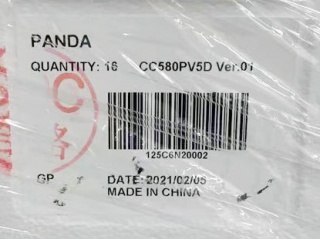 PANDA
QUANTITY: 16 CC580PV5D Ver.01
125C6N20002
GP DATE: 2021/02/05
MADE IN CHINA
C